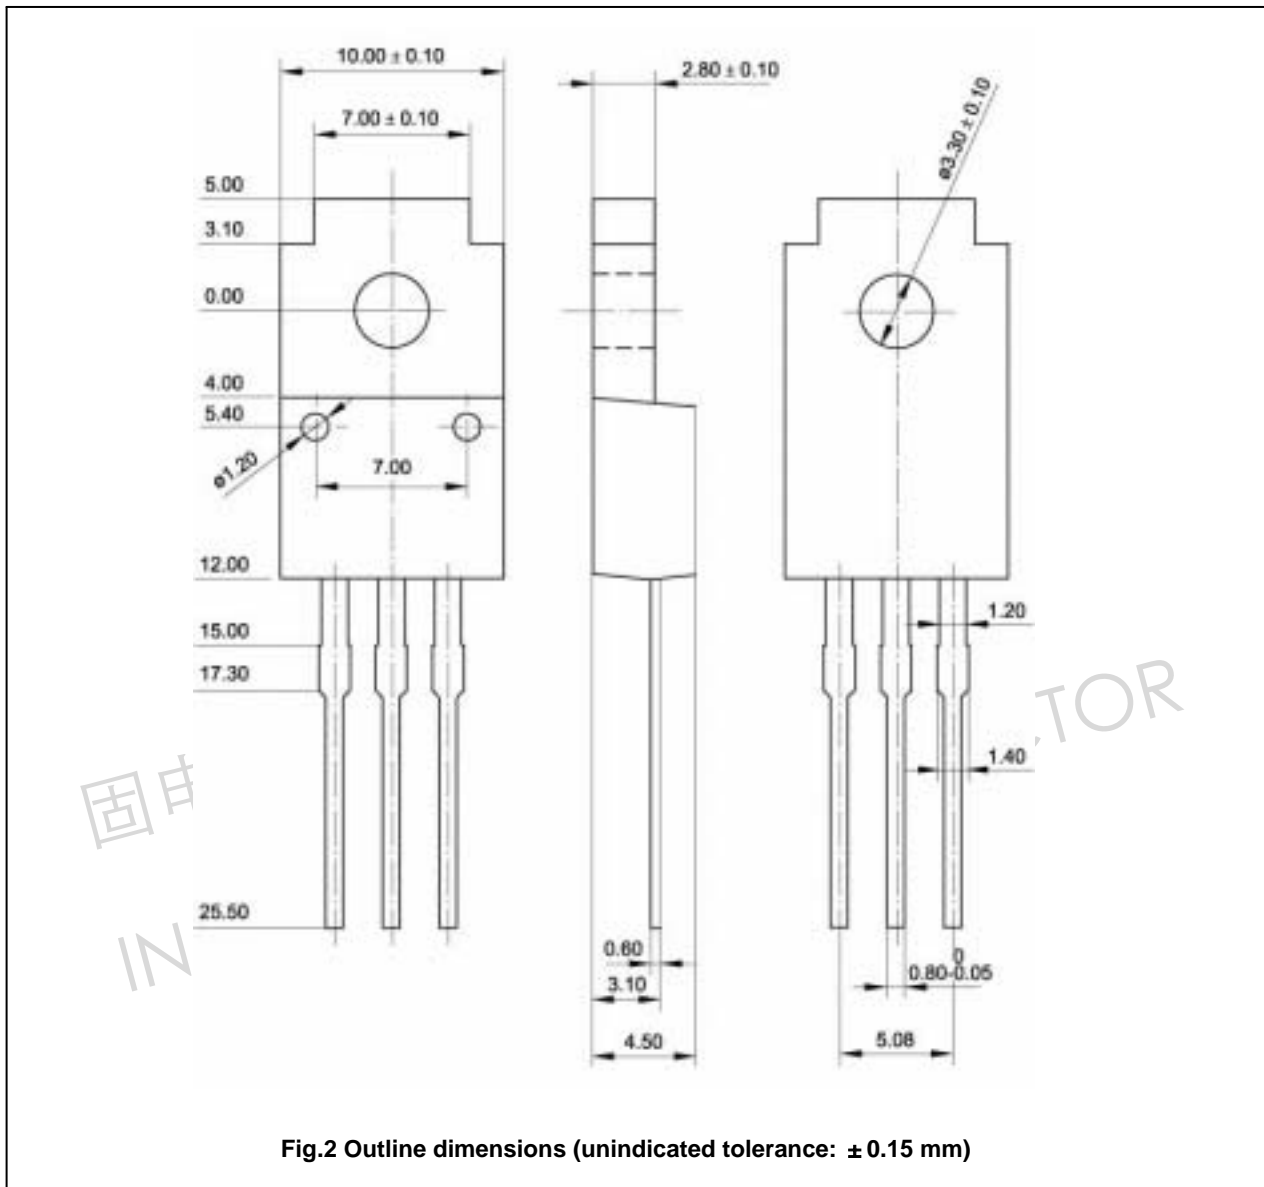 10.00 ± 0.10
2.80 ± 0.10
7.00 ± 0.10
ø3.30 ± 0.10
5.00
3.10
0.00
4.00
5.40
ø1.20
7.00
12.00
15.00
17.30
1.20
TOR
1.40
固
25.50
IN
0.60
0
0.80-0.05
3.10
4.50
5.08
Fig.2 Outline dimensions (unindicated tolerance: ± 0.15 mm)